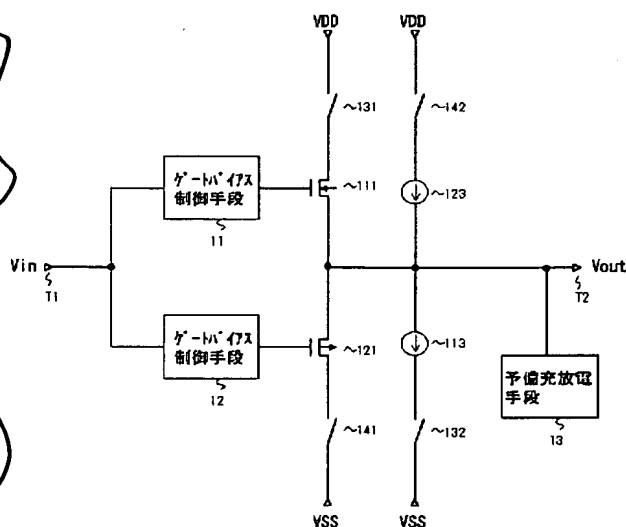 VDD
VDD
~131
~142
ゲートバイアス
制御手段
11
~111
~123
Vin
T1
Vout
T2
ゲートバイアス
制御手段
12
~121
~113
予備充放電
手段
13
~141
~132
VSS
VSS